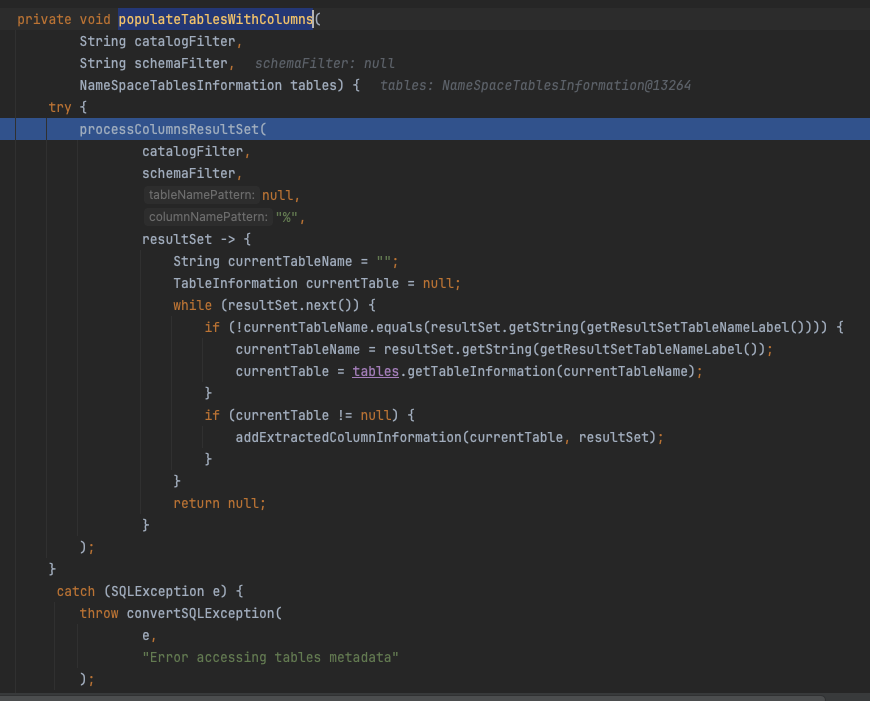 private void populateTablesWithColumns(
String catalogFilter,
String schemaFilter, schemaFilter: null
NameSpaceTablesInformation tables) { tables: NameSpaceTablesInformation@13264
try {
processColumnsResultSet(
catalogFilter,
schemaFilter,
tableNamePattern: null,
columnNamePattern: "%",
resultSet -> {
String currentTableName = "";
TableInformation currentTable = null;
while (resultSet.next()) {
if (!currentTableName.equals(resultSet.getString(getResultSetTableNameLabel()))) {
currentTableName = resultSet.getString(getResultSetTableNameLabel());
currentTable = tables.getTableInformation(currentTableName);
}
if (currentTable != null) {
addExtractedColumnInformation(currentTable, resultSet);
}
}
return null;
}
);
}
catch (SQLException e) {
throw convertSQLException(
e,
"Error accessing tables metadata"
);